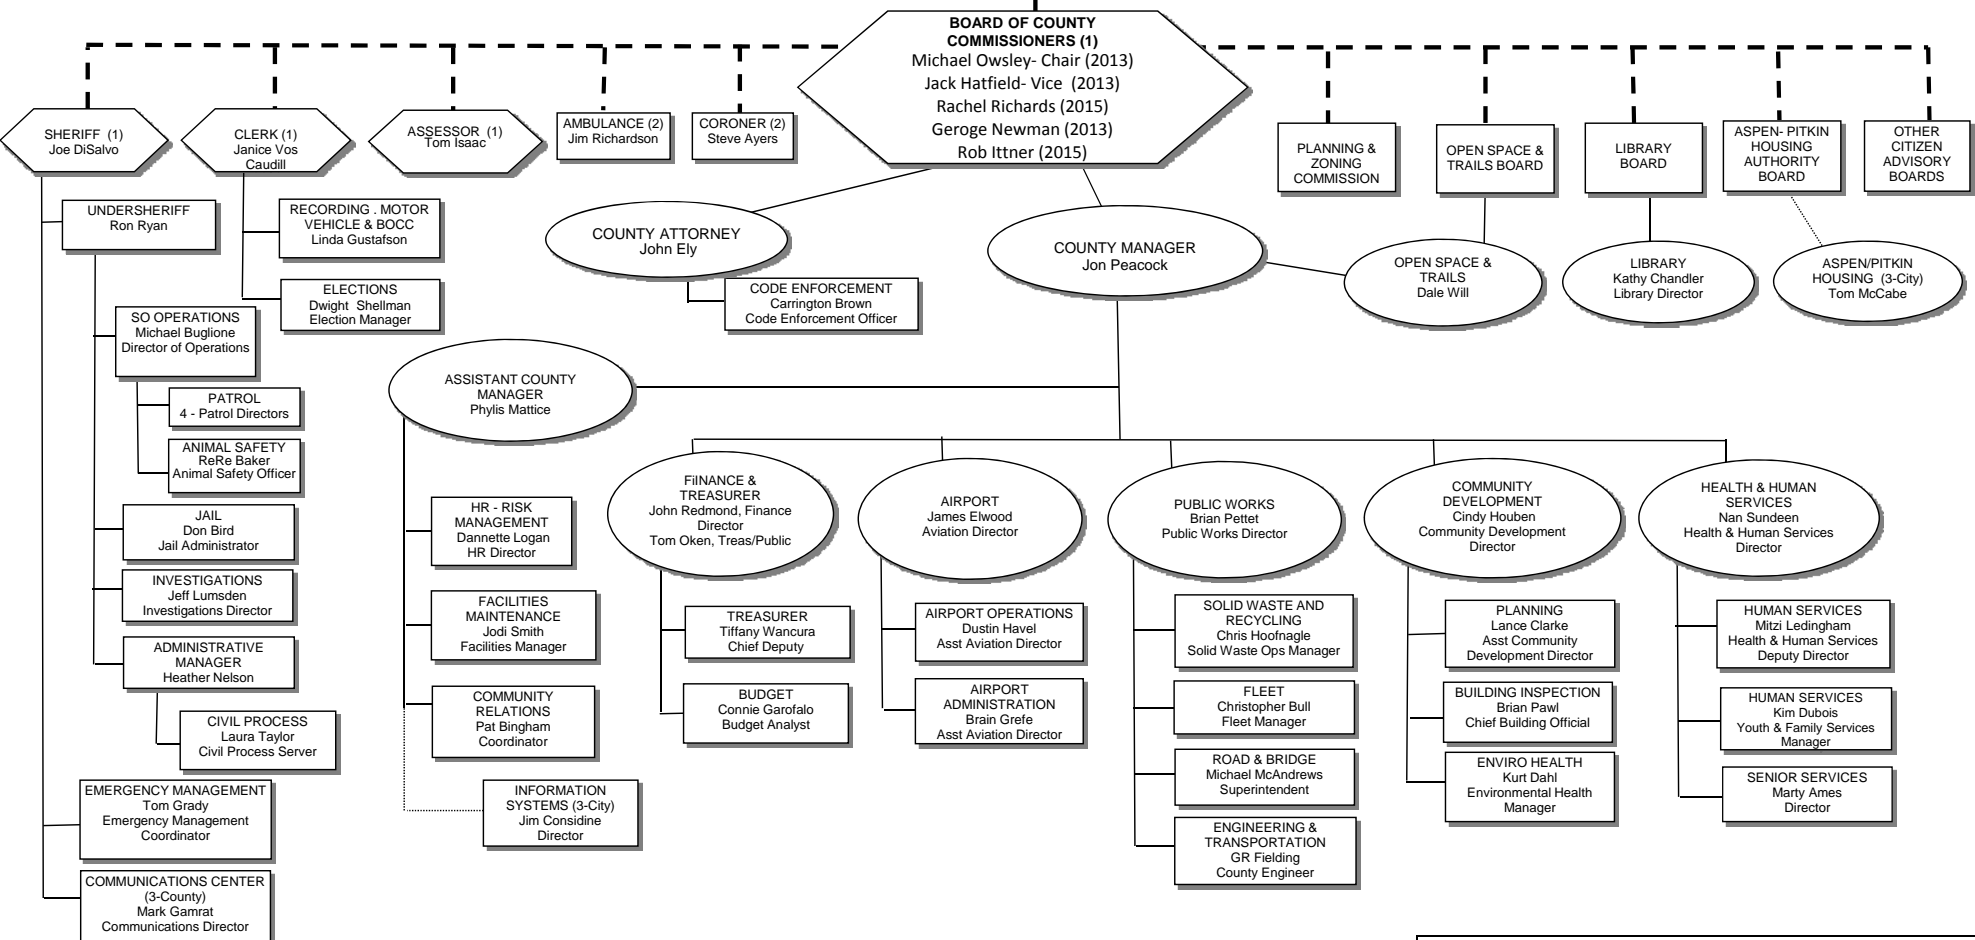 BOARD OF COUNTY
COMMISSIONERS (1)
Michael Owsley- Chair (2013)
Jack Hatfield- Vice (2013)
Rachel Richards (2015)
Geroge Newman (2013)
Rob Ittner (2015)
SHERIFF (1)
Joe DiSalvo
CLERK (1)
Janice Vos
Caudill
ASSESSOR (1)
Tom Isaac
AMBULANCE (2)
Jim Richardson
CORONER (2)
Steve Ayers
PLANNING &
ZONING
COMMISSION
OPEN SPACE &
TRAILS BOARD
LIBRARY
BOARD
ASPEN- PITKIN
HOUSING
AUTHORITY
BOARD
OTHER
CITIZEN
ADVISORY
BOARDS
UNDERSHERIFF
Ron Ryan
RECORDING . MOTOR
VEHICLE & BOCC
Linda Gustafson
ELECTIONS
Dwight Shellman
Election Manager
COUNTY ATTORNEY
John Ely
CODE ENFORCEMENT
Carrington Brown
Code Enforcement Officer
COUNTY MANAGER
Jon Peacock
OPEN SPACE &
TRAILS
Dale Will
LIBRARY
Kathy Chandler
Library Director
ASPEN/PITKIN
HOUSING (3-City)
Tom McCabe
SO OPERATIONS
Michael Buglione
Director of Operations
PATROL
4 - Patrol Directors
ANIMAL SAFETY
ReRe Baker
Animal Safety Officer
JAIL
Don Bird
Jail Administrator
INVESTIGATIONS
Jeff Lumsden
Investigations Director
ADMINISTRATIVE
MANAGER
Heather Nelson
CIVIL PROCESS
Laura Taylor
Civil Process Server
EMERGENCY MANAGEMENT
Tom Grady
Emergency Management
Coordinator
COMMUNICATIONS CENTER
(3-County)
Mark Gamrat
Communications Director
ASSISTANT COUNTY
MANAGER
Phylis Mattice
HR - RISK
MANAGEMENT
Dannette Logan
HR Director
FACILITIES
MAINTENANCE
Jodi Smith
Facilities Manager
COMMUNITY
RELATIONS
Pat Bingham
Coordinator
INFORMATION
SYSTEMS (3-City)
Jim Considine
Director
FiINANCE &
TREASURER
John Redmond, Finance
Director
Tom Oken, Treas/Public
TREASURER
Tiffany Wancura
Chief Deputy
BUDGET
Connie Garofalo
Budget Analyst
AIRPORT
James Elwood
Aviation Director
AIRPORT OPERATIONS
Dustin Havel
Asst Aviation Director
AIRPORT
ADMINISTRATION
Brain Grefe
Asst Aviation Director
PUBLIC WORKS
Brian Pettet
Public Works Director
SOLID WASTE AND
RECYCLING
Chris Hoofnagle
Solid Waste Ops Manager
FLEET
Christopher Bull
Fleet Manager
ROAD & BRIDGE
Michael McAndrews
Superintendent
ENGINEERING &
TRANSPORTATION
GR Fielding
County Engineer
COMMUNITY
DEVELOPMENT
Cindy Houben
Community Development
Director
PLANNING
Lance Clarke
Asst Community
Development Director
BUILDING INSPECTION
Brian Pawl
Chief Building Official
ENVIRO HEALTH
Kurt Dahl
Environmental Health
Manager
HEALTH & HUMAN
SERVICES
Nan Sundeen
Health & Human Services
Director
HUMAN SERVICES
Mitzi Ledingham
Health & Human Services
Deputy Director
HUMAN SERVICES
Kim Dubois
Youth & Family Services
Manager
SENIOR SERVICES
Marty Ames
Director